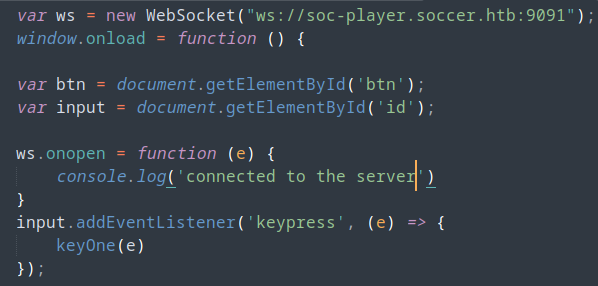 var ws = new WebSocket("ws://soc-player.soccer.htb:9091");
window.onload = function () {
var btn = document.getElementById('btn');
var input = document.getElementById('id');
ws.onopen = function (e) {
console.log('connected to the server')
}
input.addEventListener('keypress', (e) => {
keyOne(e)
});